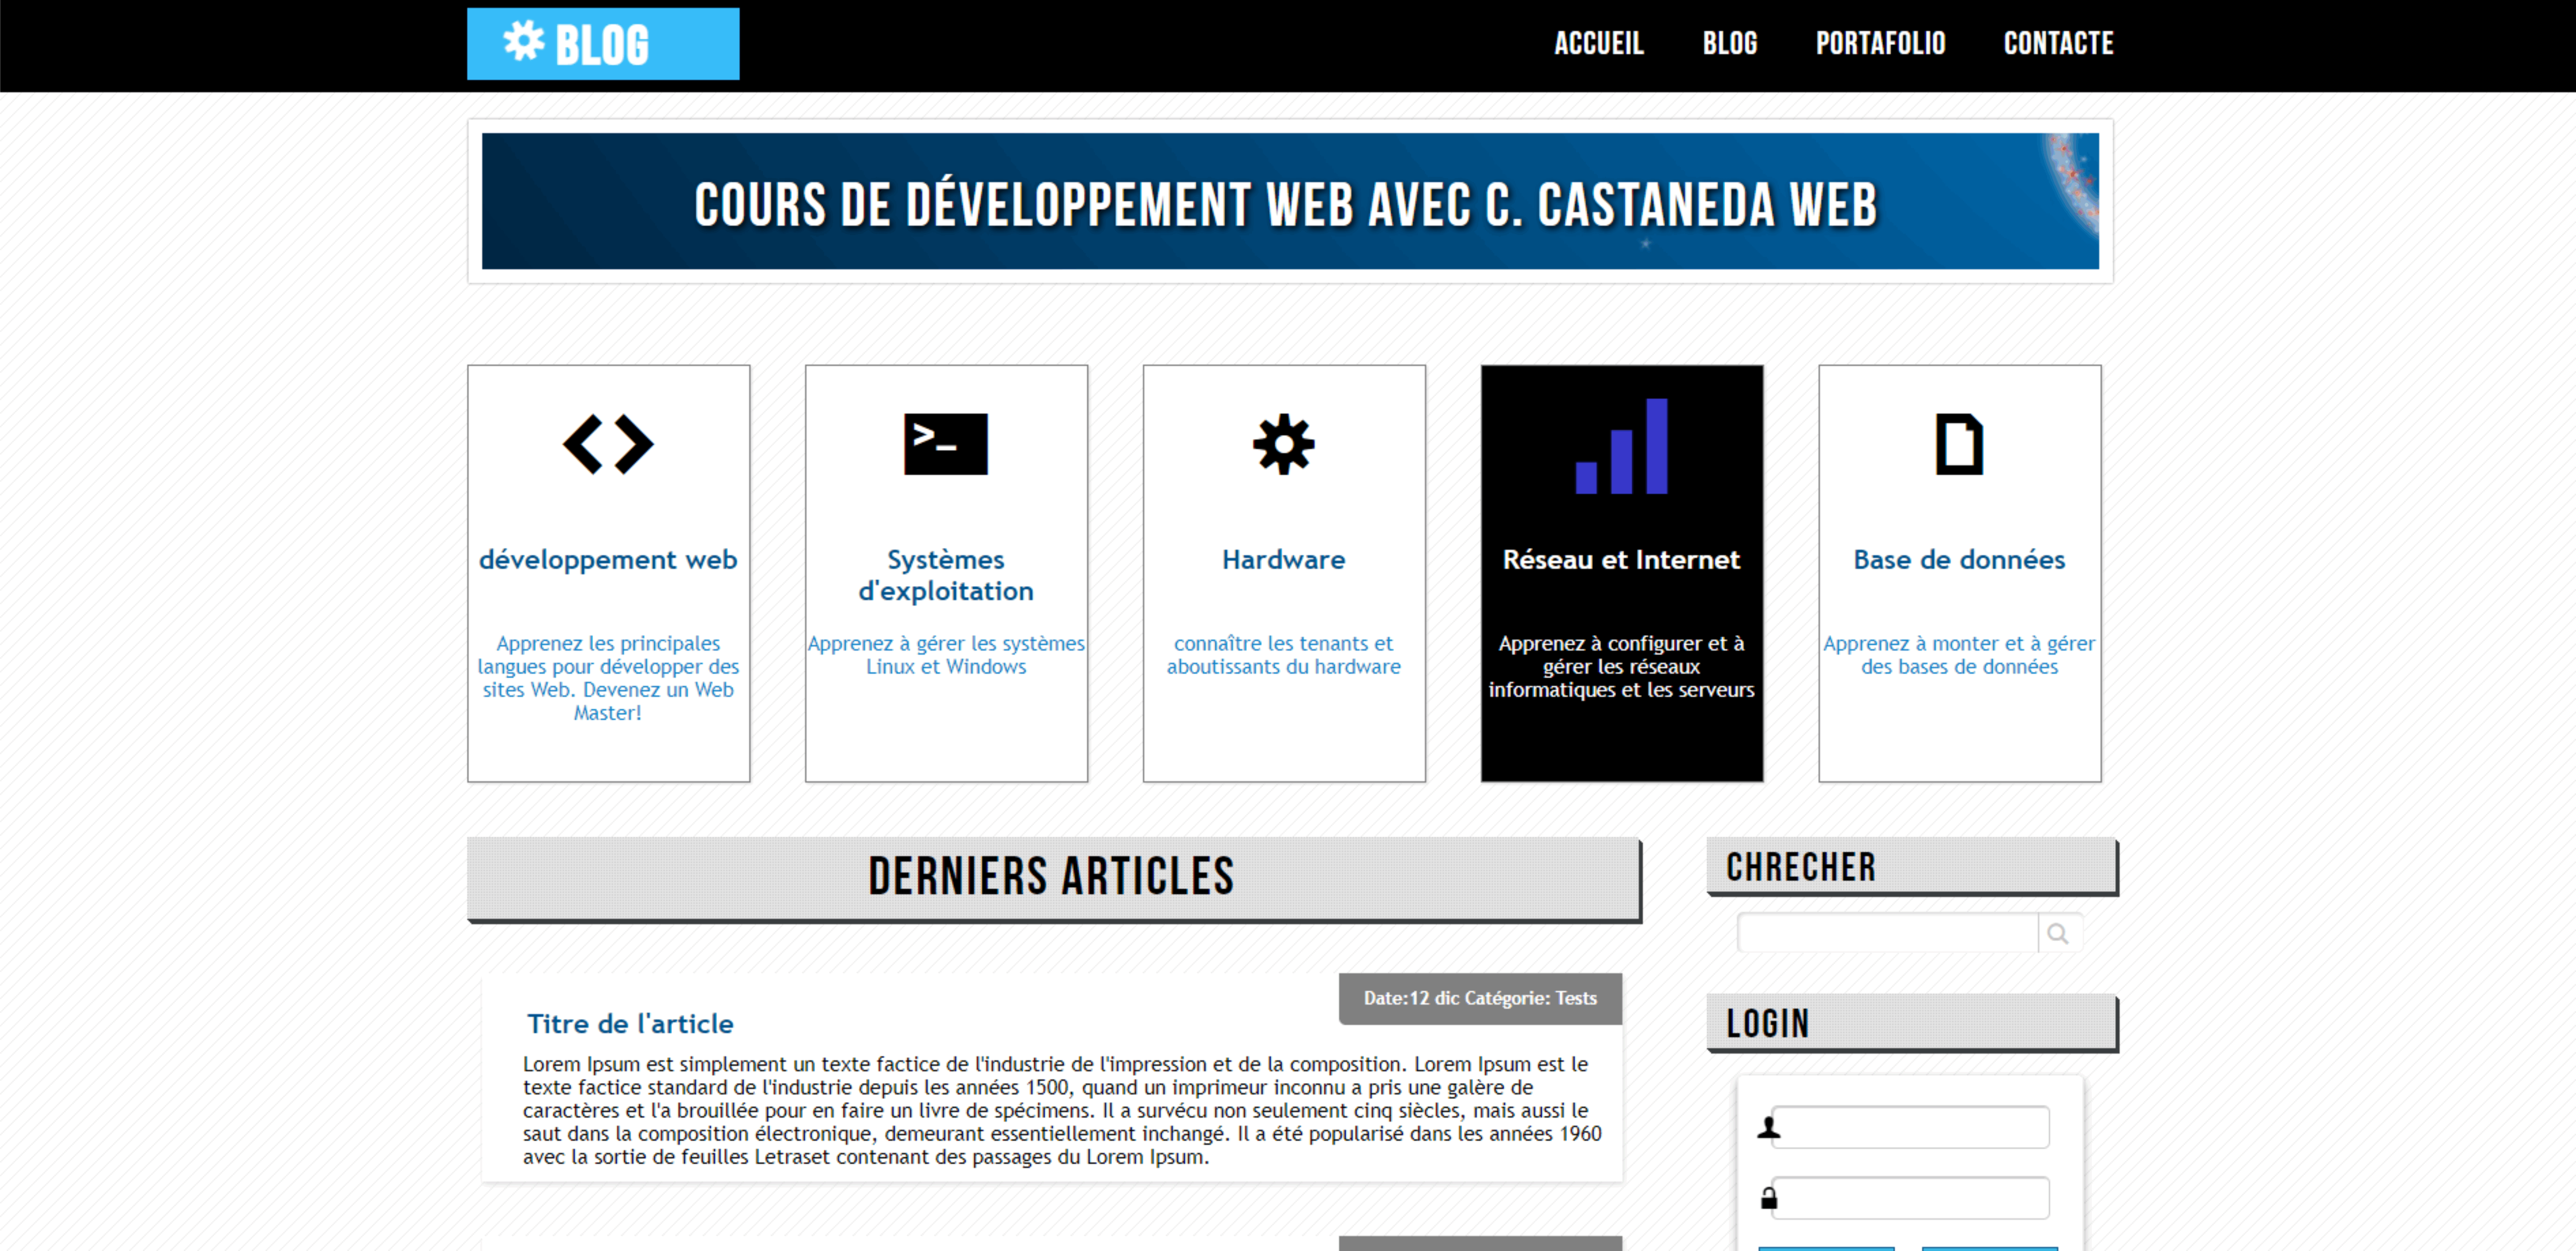 BLOG
ACCUEIL
BLOG
PORTAFOLIO
CONTACTE
COURS DE DÉVELOPPEMENT WEB AVEC C. CASTANEDA WEB
développement web
Apprenez les principales
langues pour développer des
sites Web. Devenez un Web
Master!
Systèmes
d'exploitation
Apprenez à gérer les systèmes
Linux et Windows
Hardware
connaître les tenants et
aboutissants du hardware
Réseau et Internet
Apprenez à configurer et à
gérer les réseaux
informatiques et les serveurs
Base de données
Apprenez à monter et à gérer
des bases de données
DERNIERS ARTICLES
Date:12 dic Catégorie: Tests
Titre de l'article
Lorem Ipsum est simplement un texte factice de l'industrie de l'impression et de la composition. Lorem Ipsum est le
texte factice standard de l'industrie depuis les années 1500, quand un imprimeur inconnu a pris une galère de
caractères et l'a brouillée pour en faire un livre de spécimens. Il a survécu non seulement cinq siècles, mais aussi le
saut dans la composition électronique, demeurant essentiellement inchangé. Il a été popularisé dans les années 1960
avec la sortie de feuilles Letraset contenant des passages du Lorem Ipsum.
CHRECHER
LOGIN